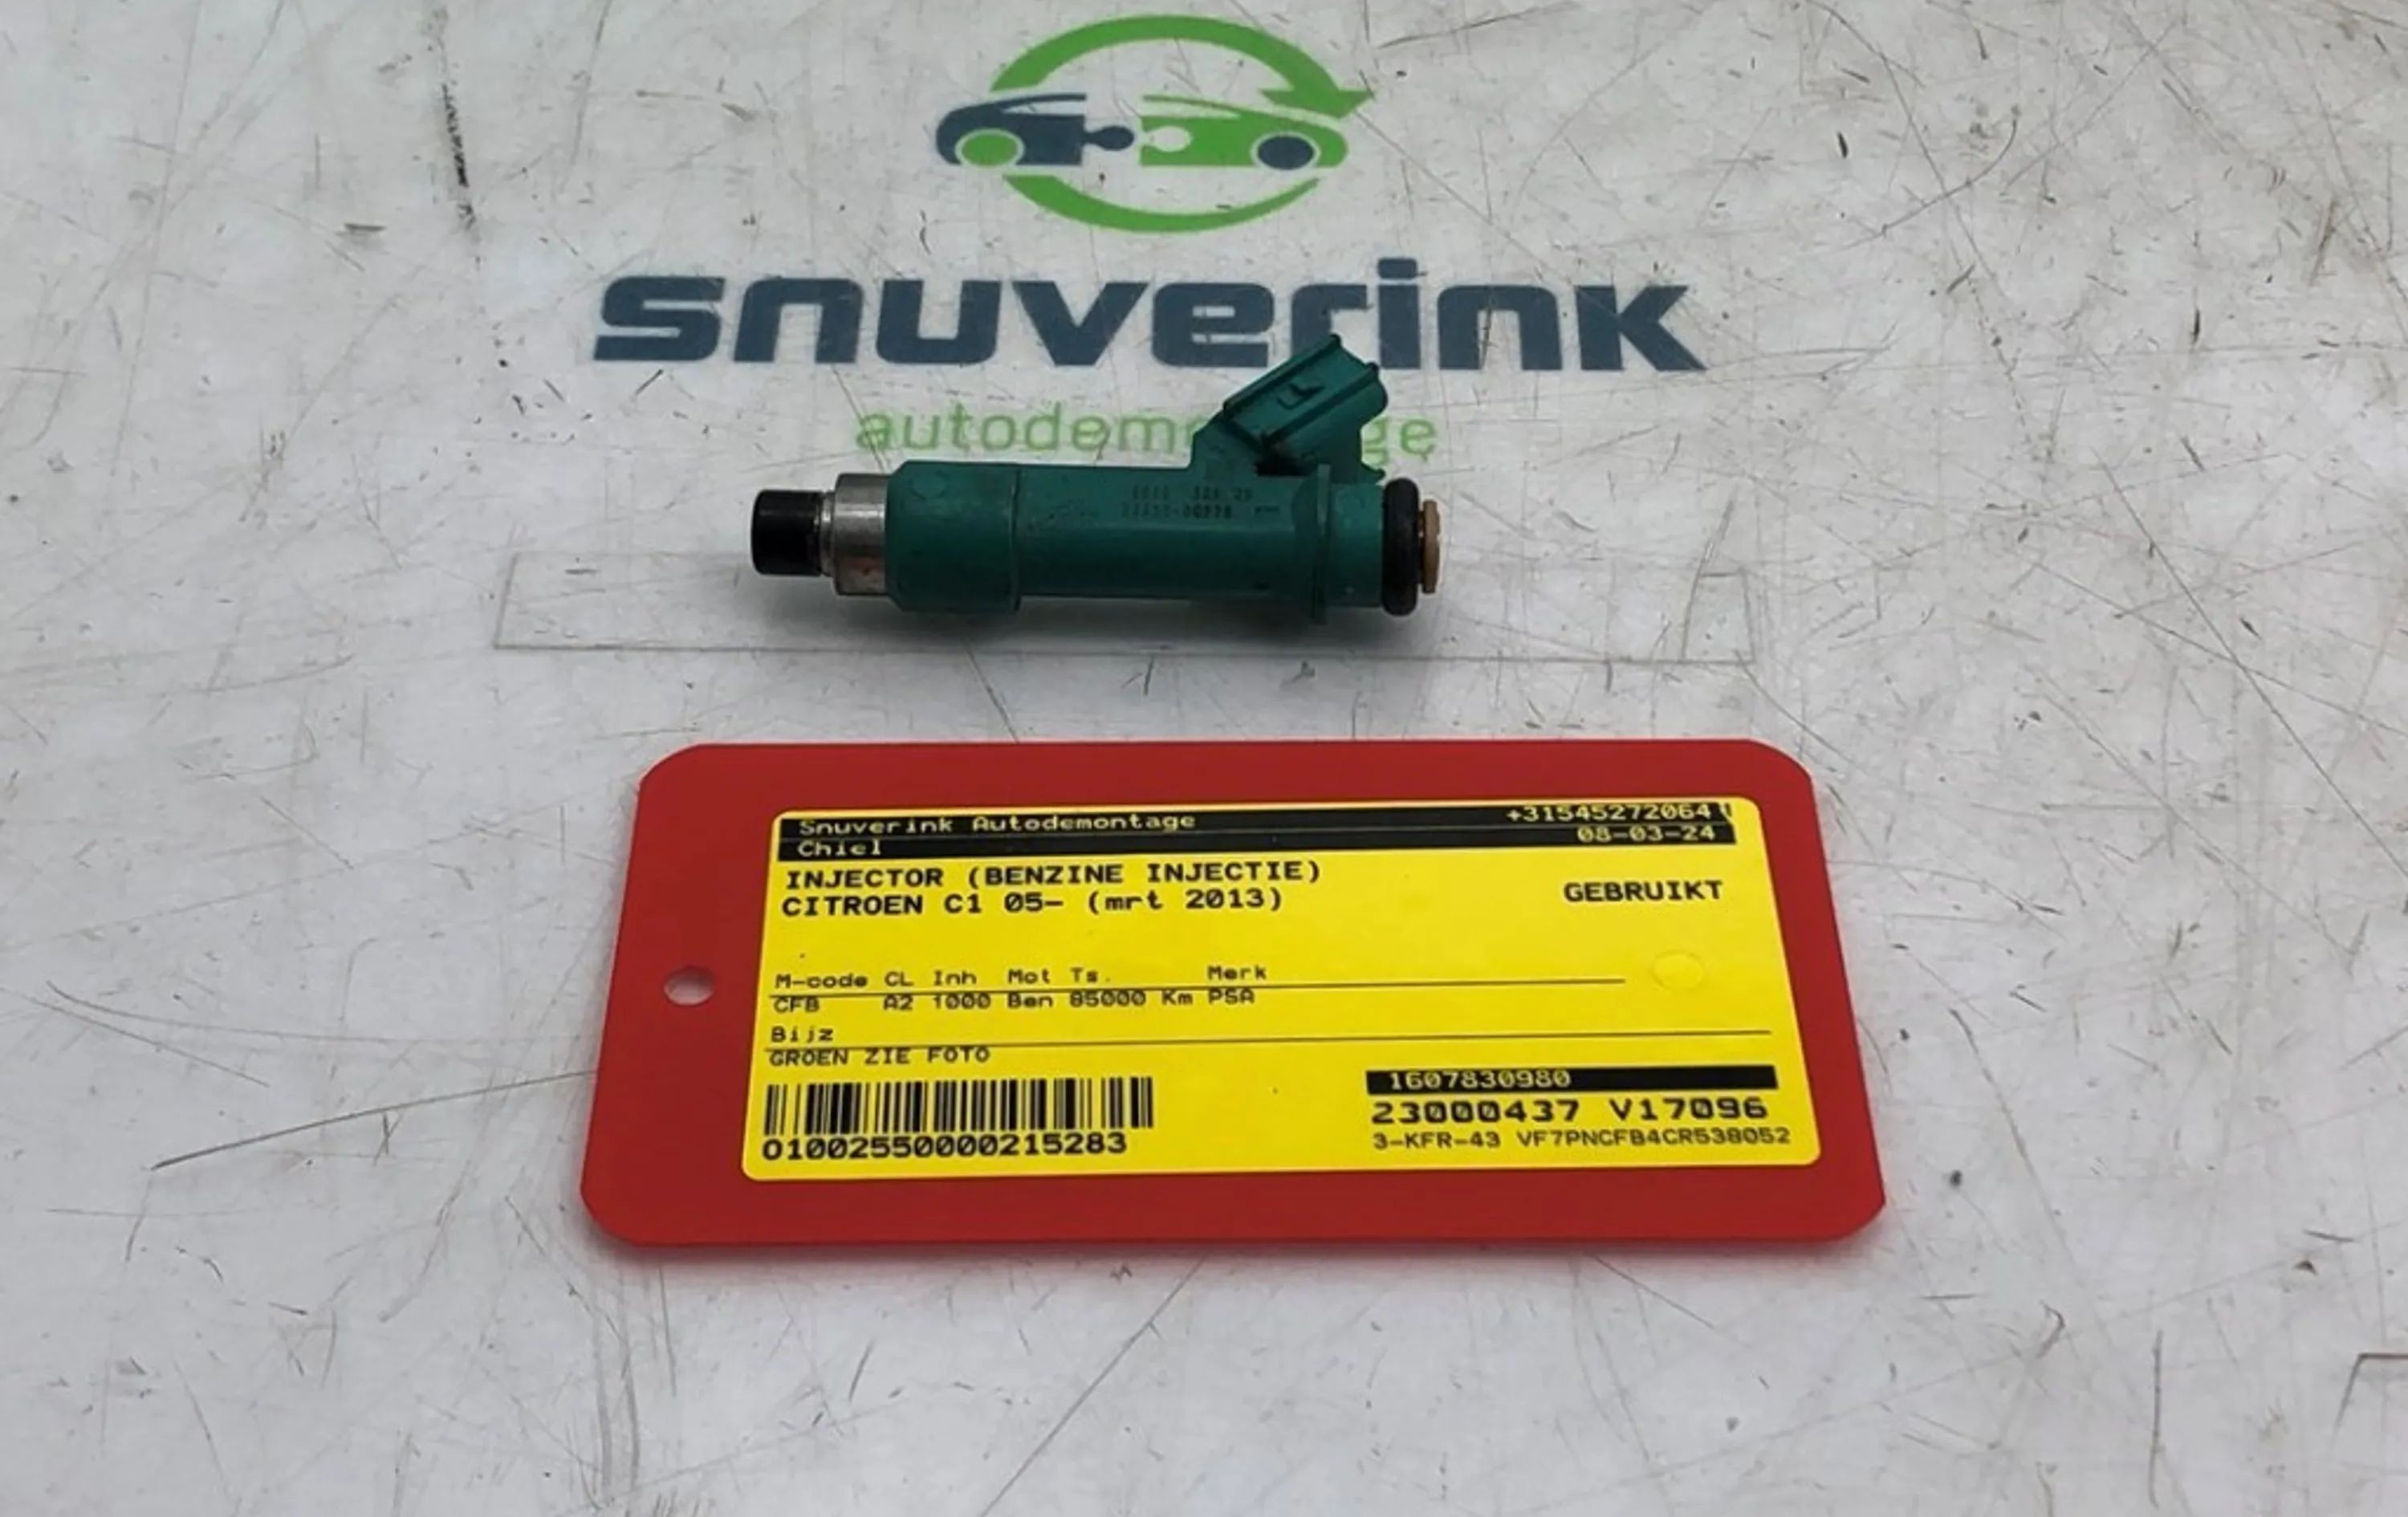 snuverink
Snuverink Autodemontage +31545272064
Chiel 08-03-24
INJECTOR (BENZINE INJECTIE)
CITROEN C1 05- (mrt 2013) GEBRUIKT
M-code CL Inh Mot Ts. Merk
CFB A2 1000 Ben 85000 Km PSA
Bijz
GROEN ZIE FOTO
1607830980
23000437 V17096
01002550000215283
3-KFR-43 VF7PNCFB4CR538052